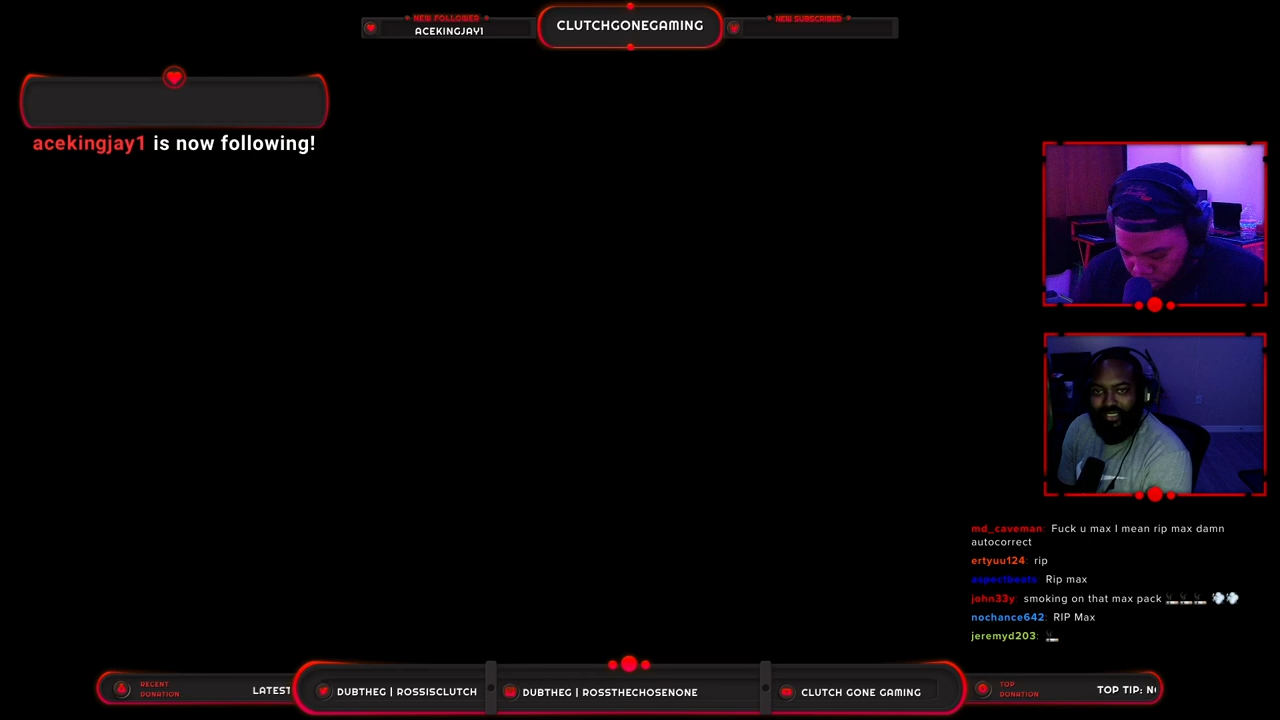 NEW FOLLOWER
ACEKINGJAY1
CLUTCHGONEGAMING
NEW SUBSCRIBER
acekingjay1 is now following!
md_caveman: Fuck u max I mean rip max damn
autocorrect
ertyuu124: rip
aspectbeats: Rip max
john33y: smoking on that max pack 🚬🚬🚬 💨💨
nochance642: RIP Max
jeremyd203: 🚬
RECENT
DONATION
LATEST
DUBTHEG | ROSSISCLUTCH
DUBTHEG | ROSSTHECHOSENONE
CLUTCH GONE GAMING
TOP
DONATION
TOP TIP: